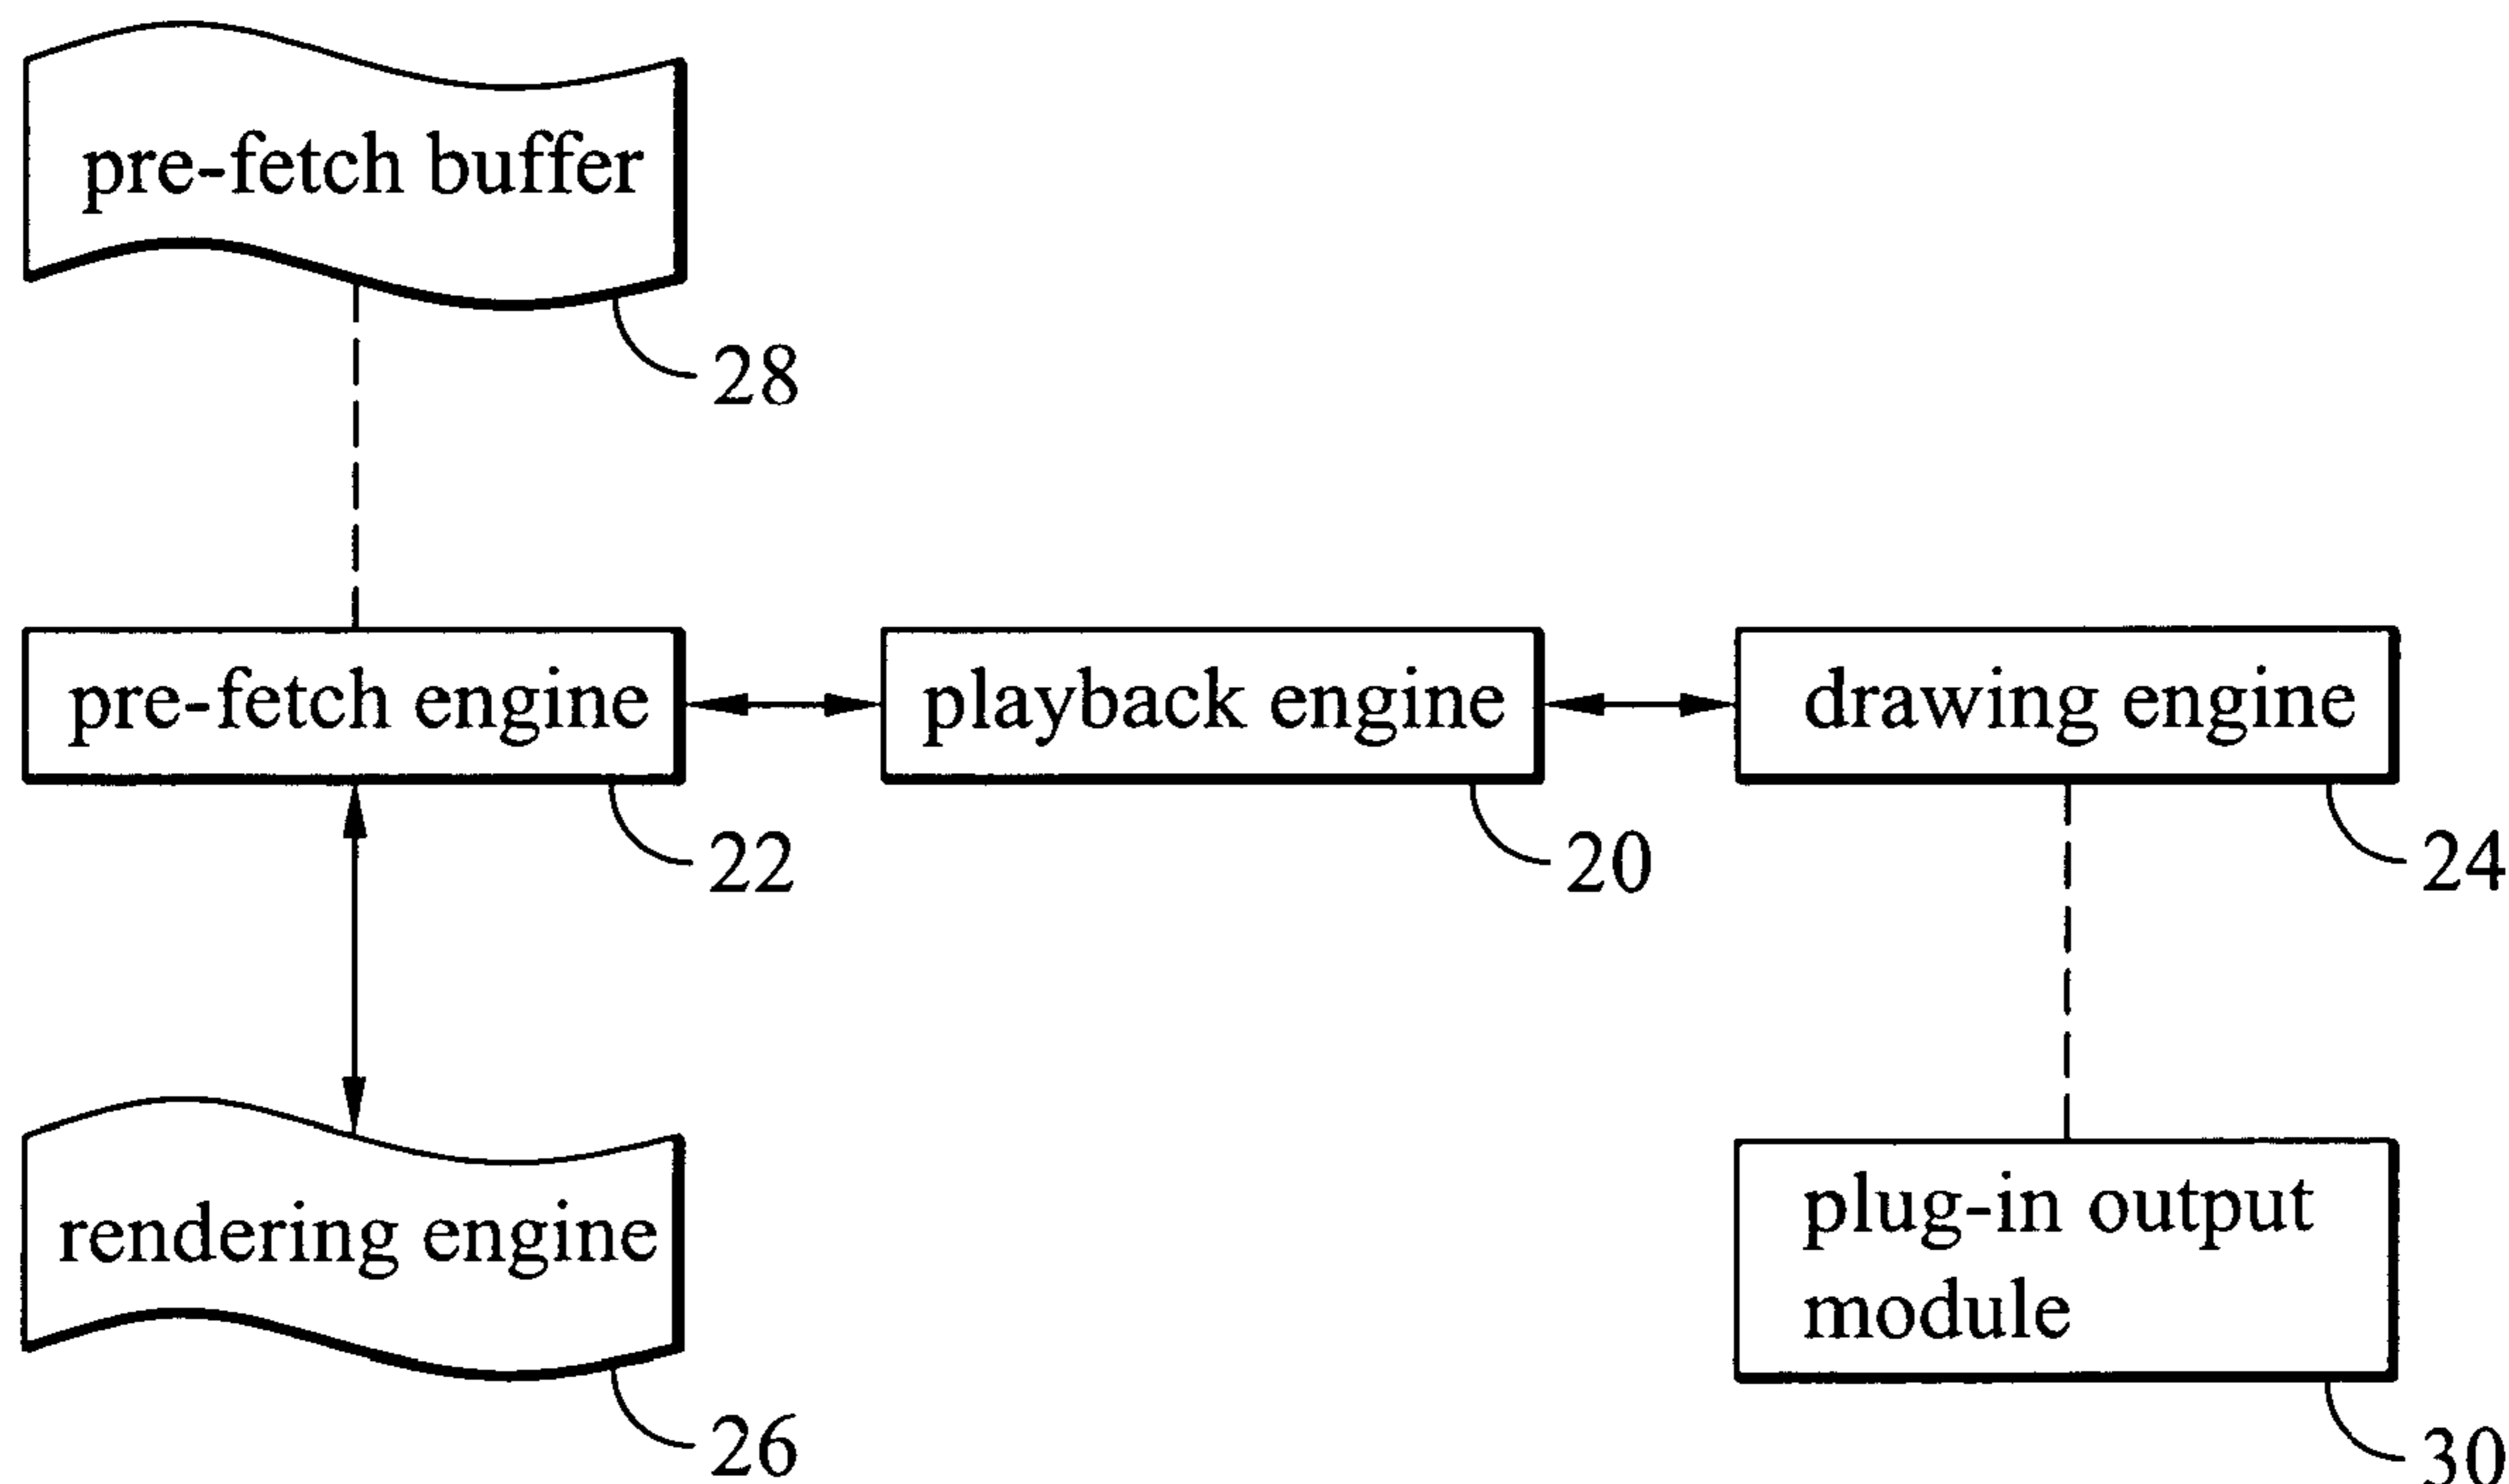 pre-fetch buffer
28
pre-fetch engine
playback engine
drawing engine
22
20
24
rendering engine
plug-in output
module
26
30